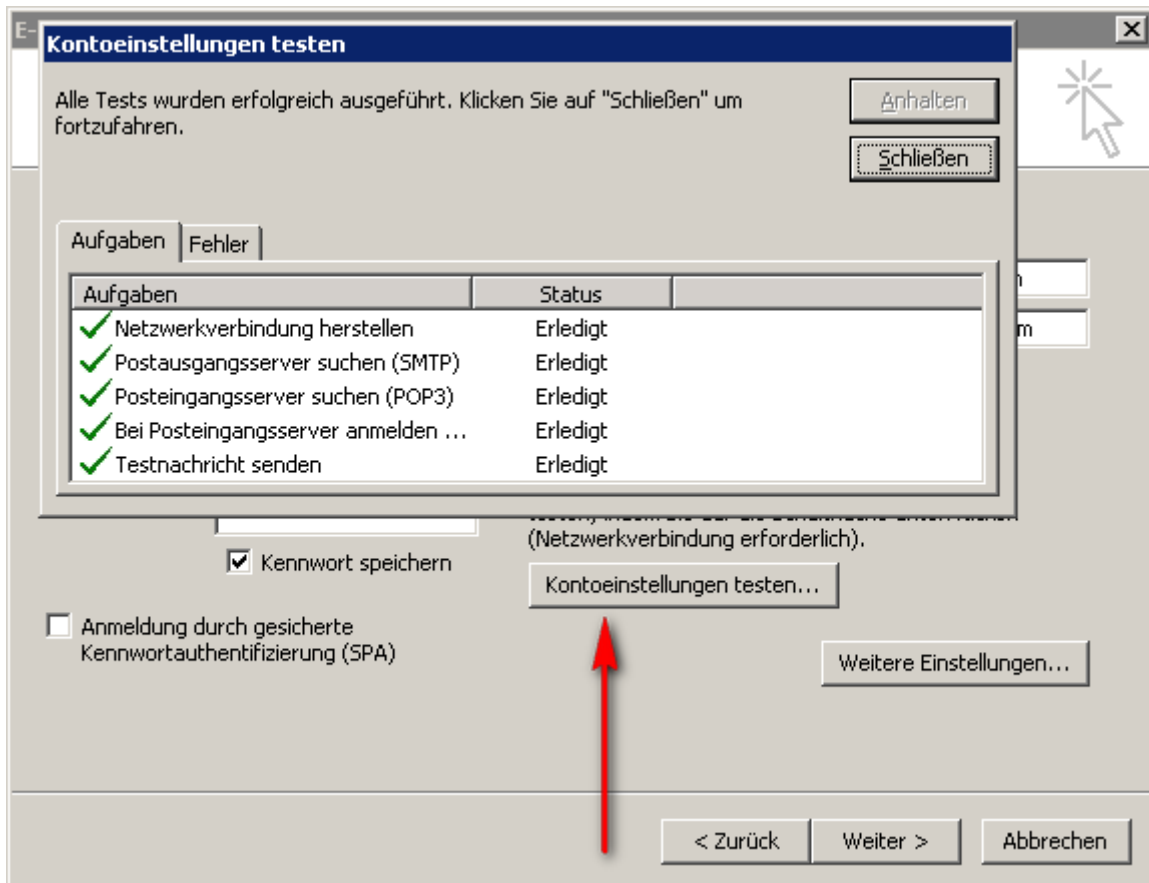 E-
Kontoeinstellungen testen
Alle Tests wurden erfolgreich ausgeführt. Klicken Sie auf "Schließen" um
fortzufahren.
Anhalten
Schließen
Aufgaben Fehler
Aufgaben Status
Netzwerkverbindung herstellen Erledigt
Postausgangsserver suchen (SMTP) Erledigt
Posteingangsserver suchen (POP3) Erledigt
Bei Posteingangsserver anmelden ... Erledigt
Testnachricht senden Erledigt
m
(Netzwerkverbindung erforderlich).
Kennwort speichern
Kontoeinstellungen testen...
Anmeldung durch gesicherte
Kennwortauthentifizierung (SPA)
Weitere Einstellungen...
< Zurück Weiter > Abbrechen